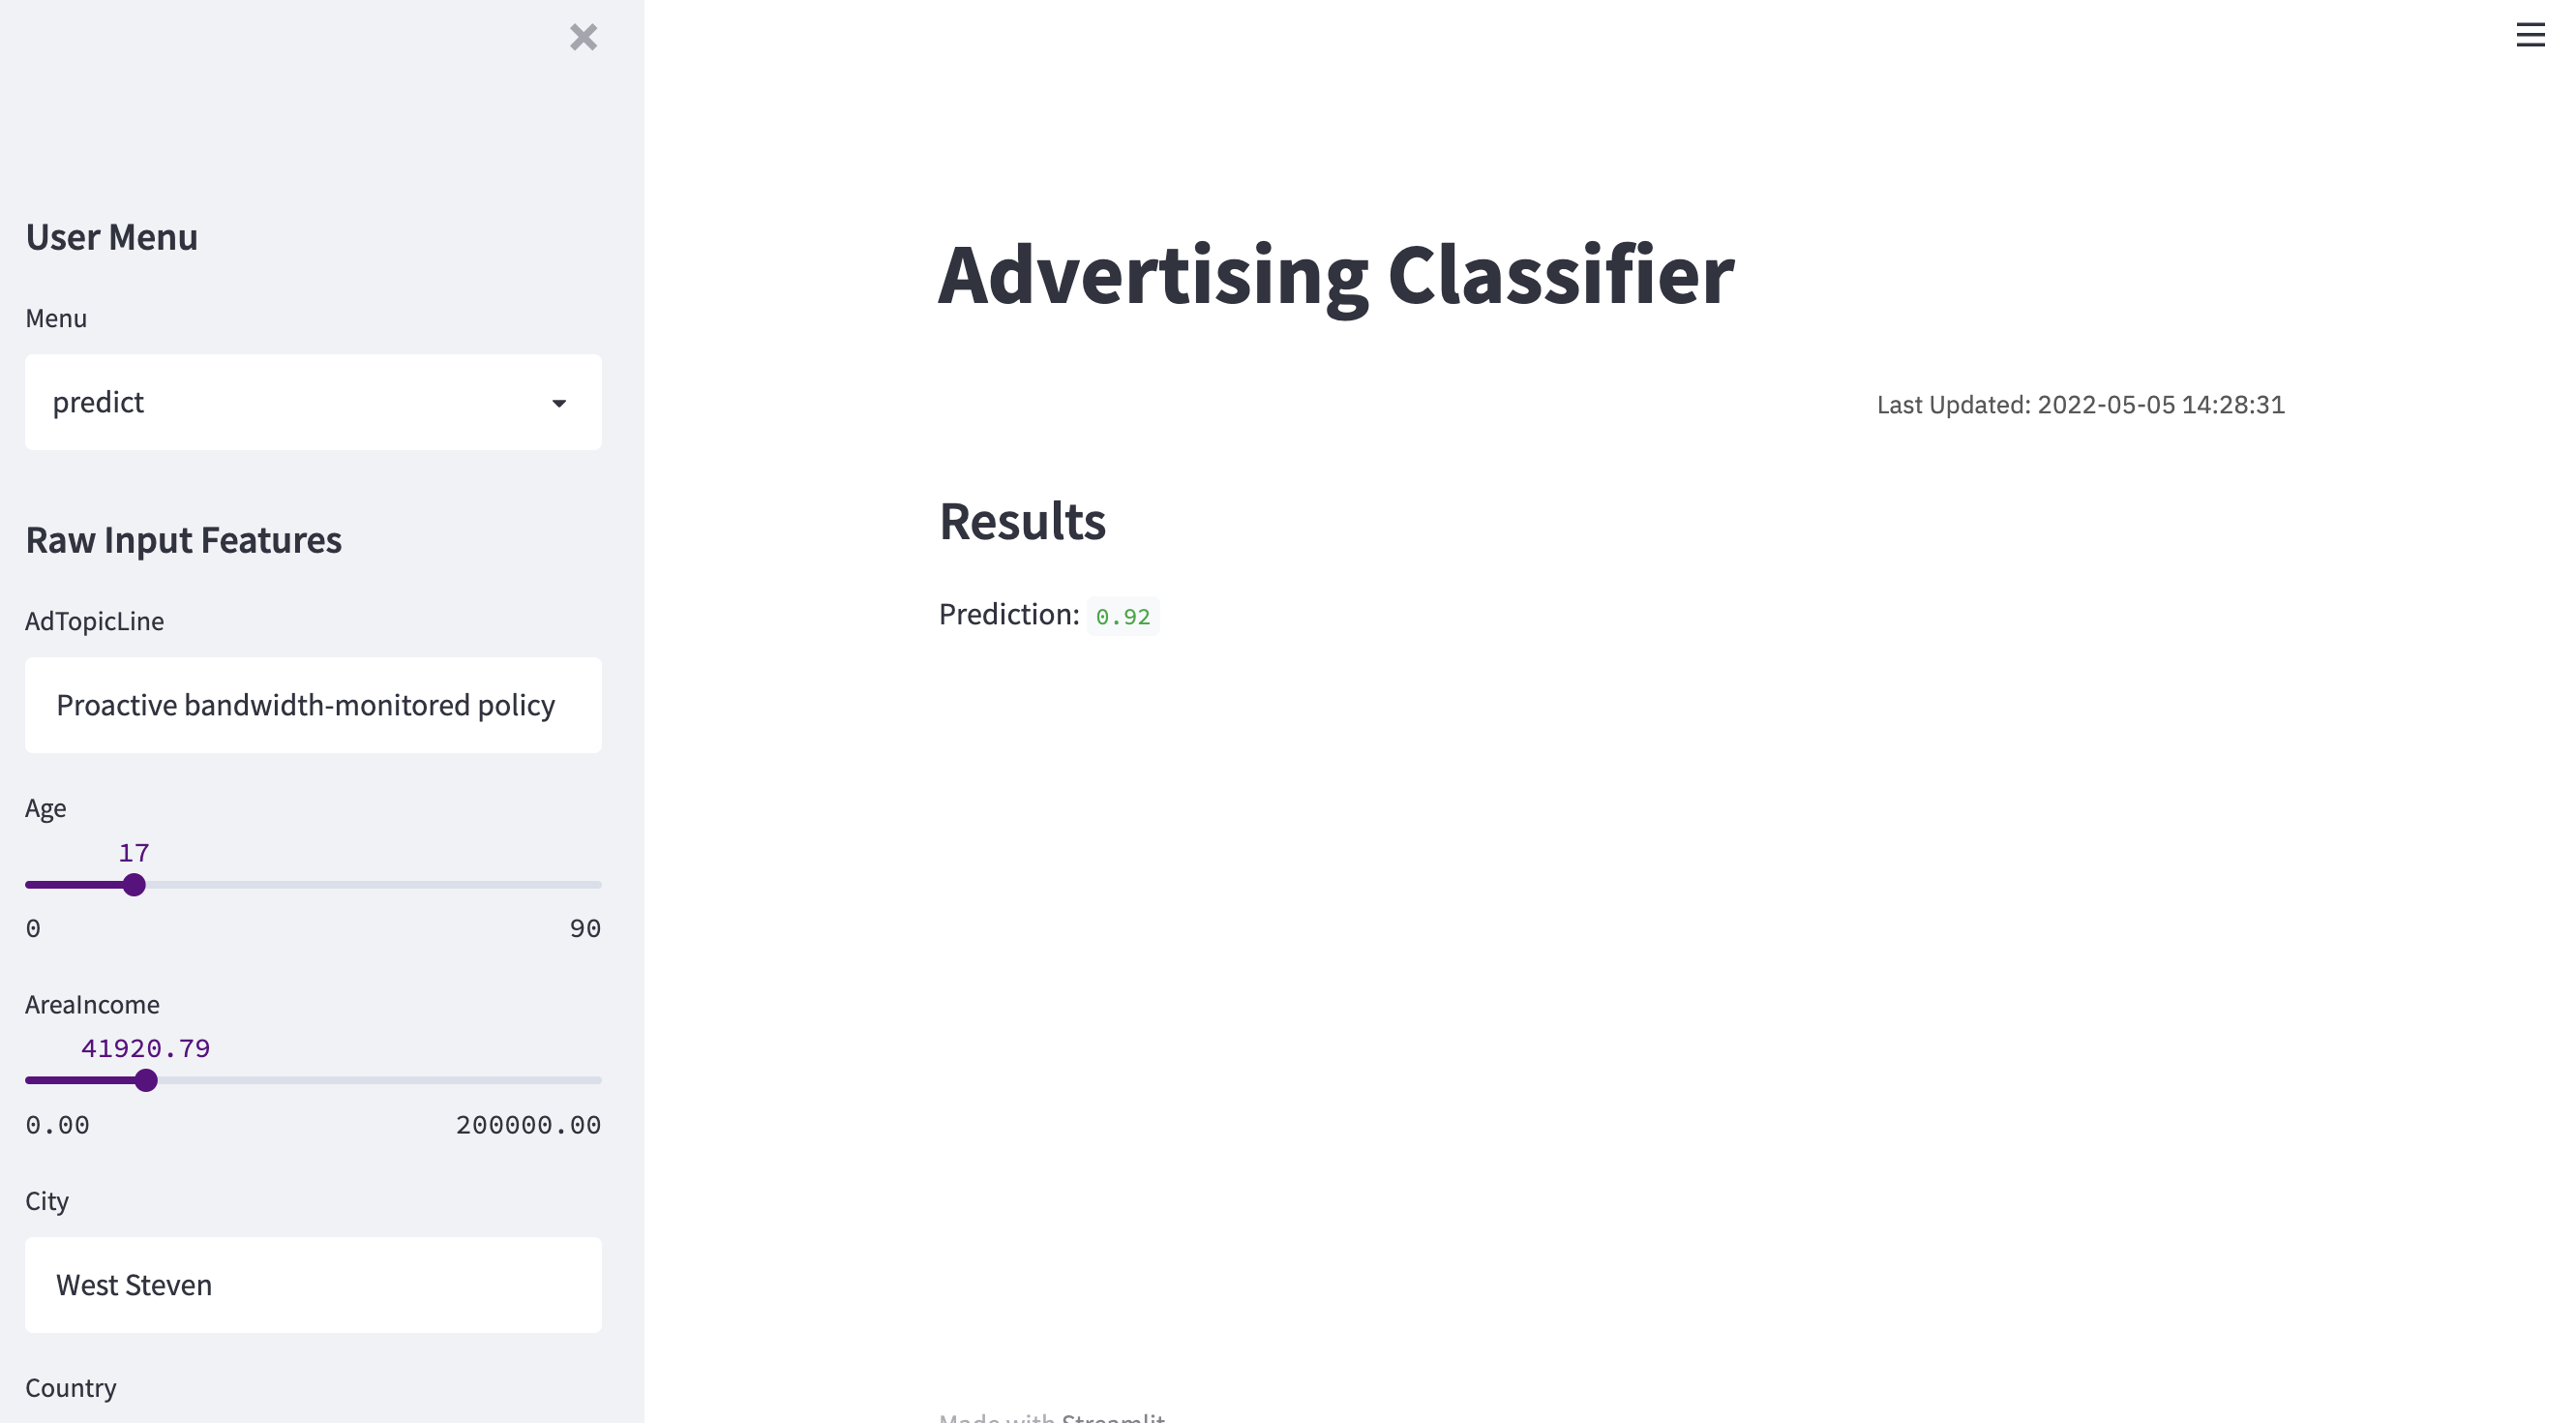 User Menu
Menu
predict
Raw Input Features
AdTopicLine
Proactive bandwidth-monitored policy
Age
17
0 90
AreaIncome
41920.79
0.00 200000.00
City
West Steven
Country
Advertising Classifier
Last Updated: 2022-05-05 14:28:31
Results
Prediction: 0.92
Made with Streamlit